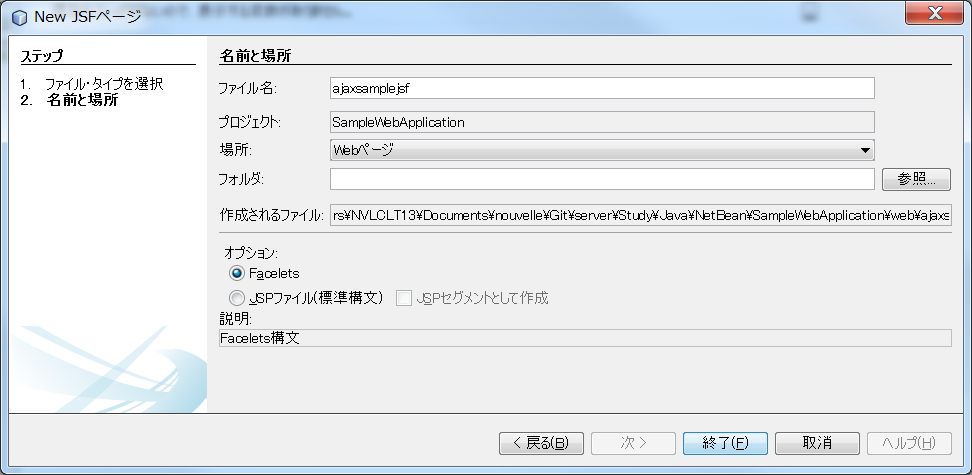 New JSFページ
ステップ
1. ファイル・タイプを選択
2. 名前と場所
名前と場所
ファイル名:
ajaxsamplejsf
プロジェクト:
SampleWebApplication
場所:
Webページ
フォルダ:
参照...
作成されるファイル:
rs¥NVLCLT13¥Documents¥nouvelle¥Git¥server¥Study¥Java¥NetBean¥SampleWebApplication¥web¥ajaxs
オプション:
Facelets
JSPファイル(標準構文)
JSPセグメントとして作成
説明:
Facelets構文
< 戻る(B)
次 >
終了(F)
取消
ヘルプ(H)